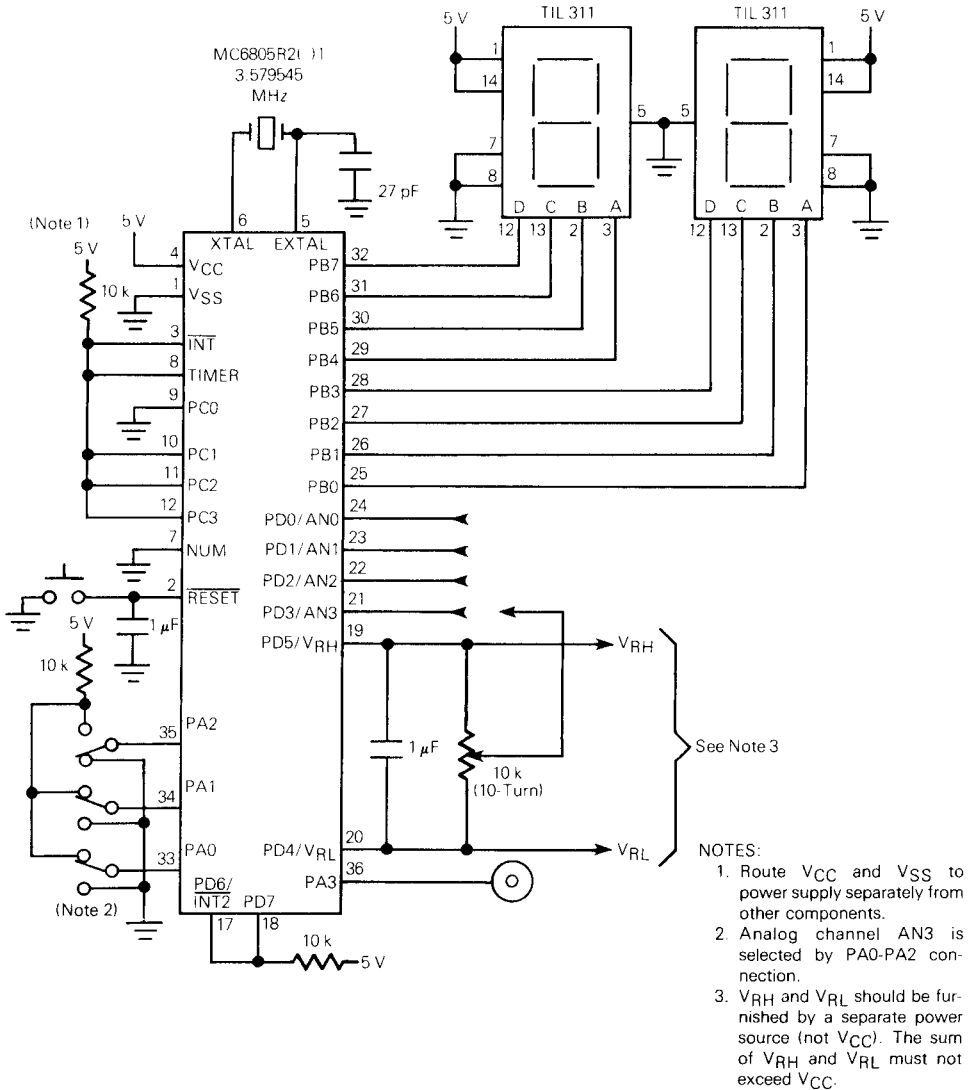 TIL 311
TIL 311
5 V
5 V
1
14
7
8
5
5
1
14
7
8
D C B A
12 13 2 3
D C B A
12 13 2 3
MC6805R2( )1
3.579545
MHz
27 pF
6
5
XTAL
EXTAL
(Note 1)
5 V
5 V
10 k
4
VCC
1
VSS
3
INT
8
TIMER
9
PC0
10
PC1
11
PC2
12
PC3
7
NUM
2
RESET
1 μF
5 V
10 k
PA2
35
PA1
34
PA0
33
(Note 2)
PB7
32
PB6
31
PB5
30
PB4
29
PB3
28
PB2
27
PB1
26
PB0
25
PD0/AN0
24
PD1/AN1
23
PD2/AN2
22
PD3/AN3
21
PD5/VRH
19
VRH
1 μF
10 k
(10-Turn)
See Note 3
PD4/VRL
20
VRL
PA3
36
PD6/
INT2
PD7
17
18
10 k
5 V
NOTES:
1. Route VCC and VSS to
power supply separately from
other components.
2. Analog channel AN3 is
selected by PA0-PA2 con-
nection.
3. VRH and VRL should be fur-
nished by a separate power
source (not VCC). The sum
of VRH and VRL must not
exceed VCC.